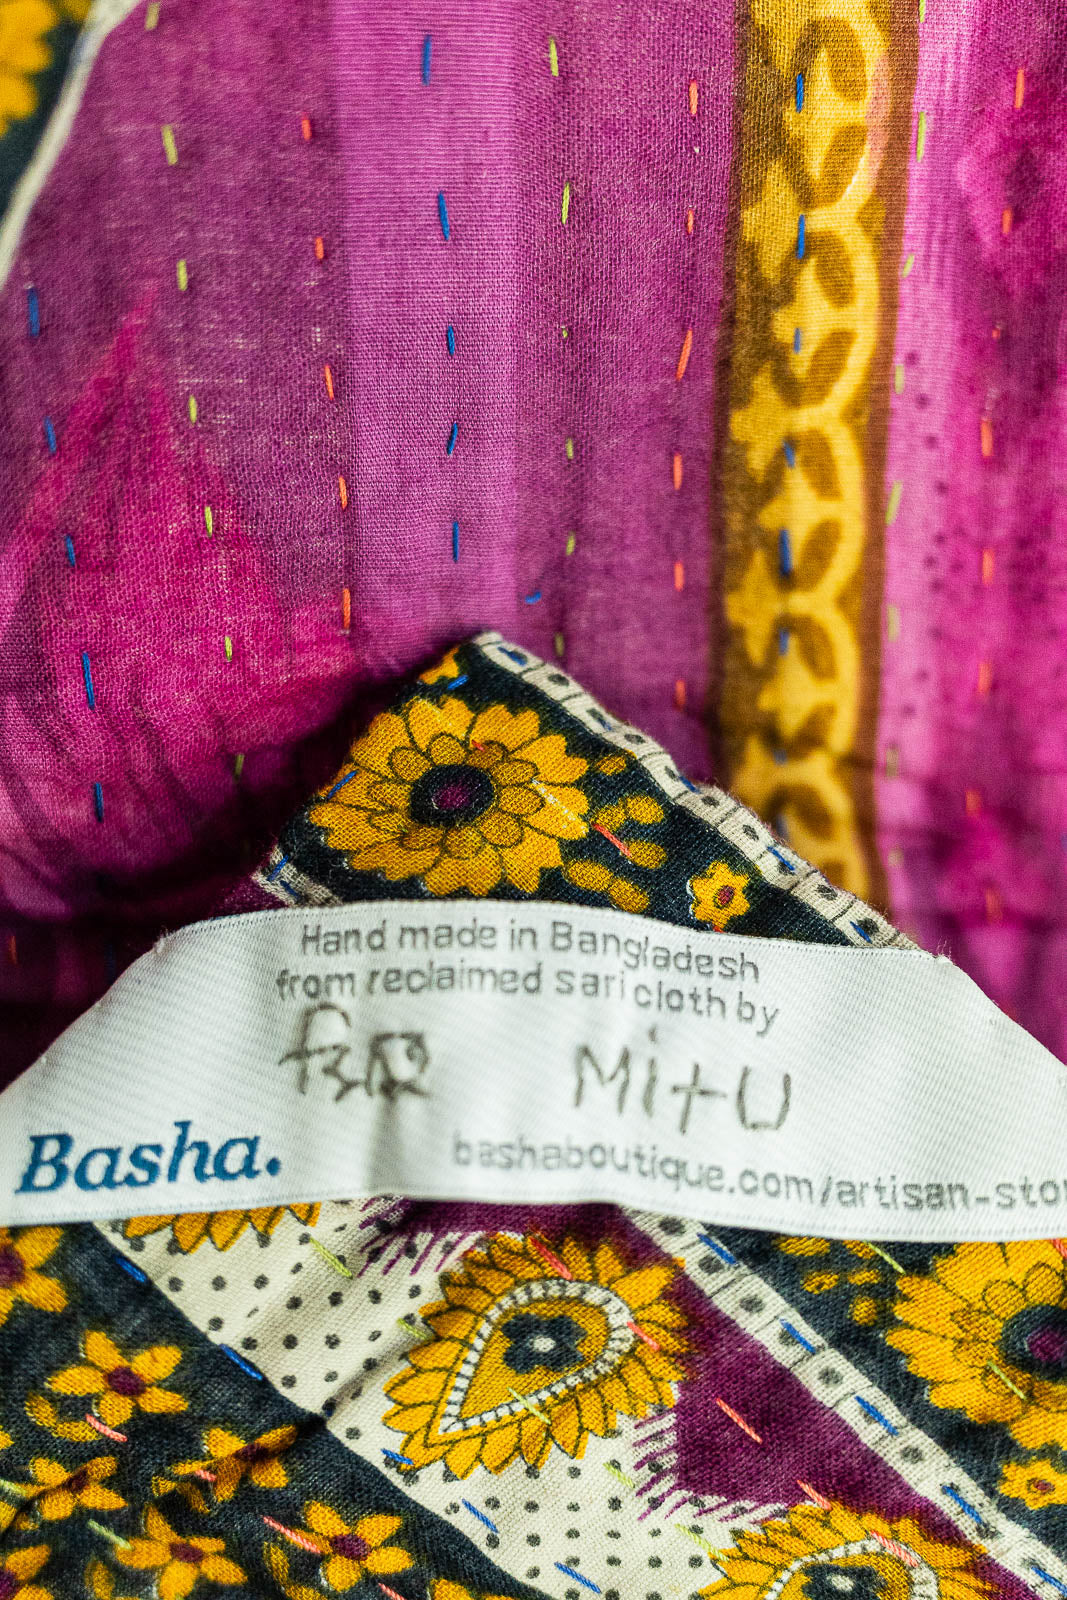 Hand made in Bangladesh
from reclaimed sari cloth by
মিতু MitU
Basha.
bashaboutique.com/artisan-sto